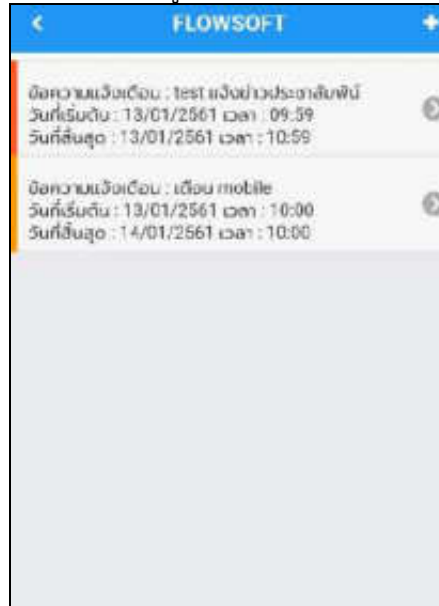 FLOWSOFT
ข้อความแจ้งเตือน : test แจ้งข่าวประชาสัมพันธ์
วันที่เริ่มต้น : 13/01/2561 เวลา : 09:59
วันที่สิ้นสุด : 13/01/2561 เวลา : 10:59
ข้อความแจ้งเตือน : เตือน mobile
วันที่เริ่มต้น : 13/01/2561 เวลา : 10:00
วันที่สิ้นสุด : 14/01/2561 เวลา : 10:00